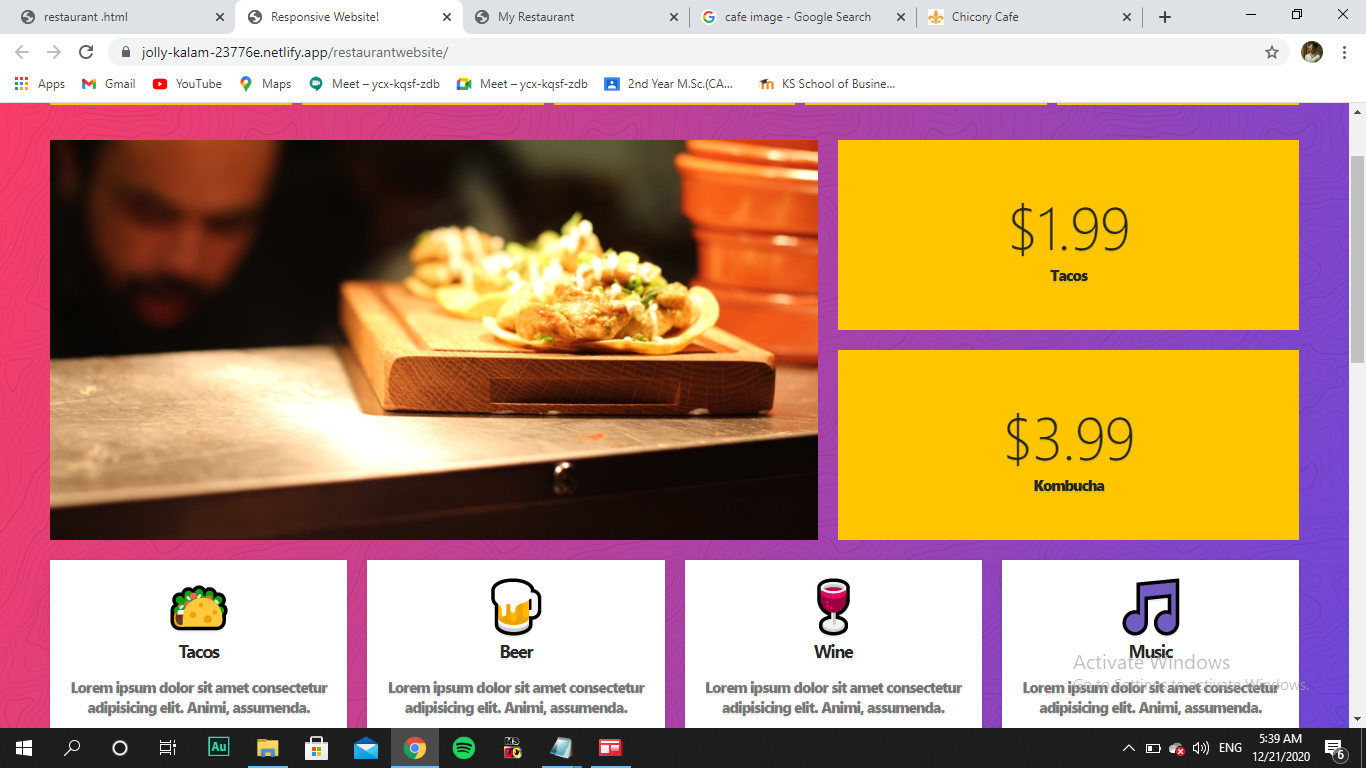 restaurant .html
Responsive Website!
My Restaurant
cafe image - Google Search
Chicory Cafe
jolly-kalam-23776e.netlify.app/restaurantwebsite/
Apps
Gmail
YouTube
Maps
Meet – ycx-kqsf-zdb
Meet – ycx-kqsf-zdb
2nd Year M.Sc.(CA...
KS School of Busine...
$1.99
Tacos
$3.99
Kombucha
Tacos
Lorem ipsum dolor sit amet consectetur
adipisicing elit. Animi, assumenda.
Beer
Lorem ipsum dolor sit amet consectetur
adipisicing elit. Animi, assumenda.
Wine
Lorem ipsum dolor sit amet consectetur
adipisicing elit. Animi, assumenda.
Music
Lorem ipsum dolor sit amet consectetur
adipisicing elit. Animi, assumenda.
Activate Windows
Go to Settings to activate Windows.
Au
ENG
5:39 AM
12/21/2020
6